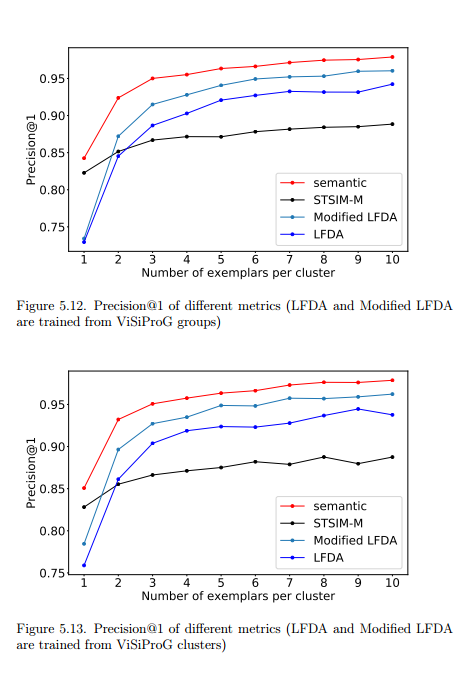 0.95
0.90
0.85
0.80
0.75
Precision@1
semantic
STSIM-M
Modified LFDA
LFDA
1 2 3 4 5 6 7 8 9 10
Number of exemplars per cluster
Figure 5.12. Precision@1 of different metrics (LFDA and Modified LFDA
are trained from ViSiProG groups)
0.95
0.90
0.85
0.80
0.75
Precision@1
semantic
STSIM-M
Modified LFDA
LFDA
1 2 3 4 5 6 7 8 9 10
Number of exemplars per cluster
Figure 5.13. Precision@1 of different metrics (LFDA and Modified LFDA
are trained from ViSiProG clusters)